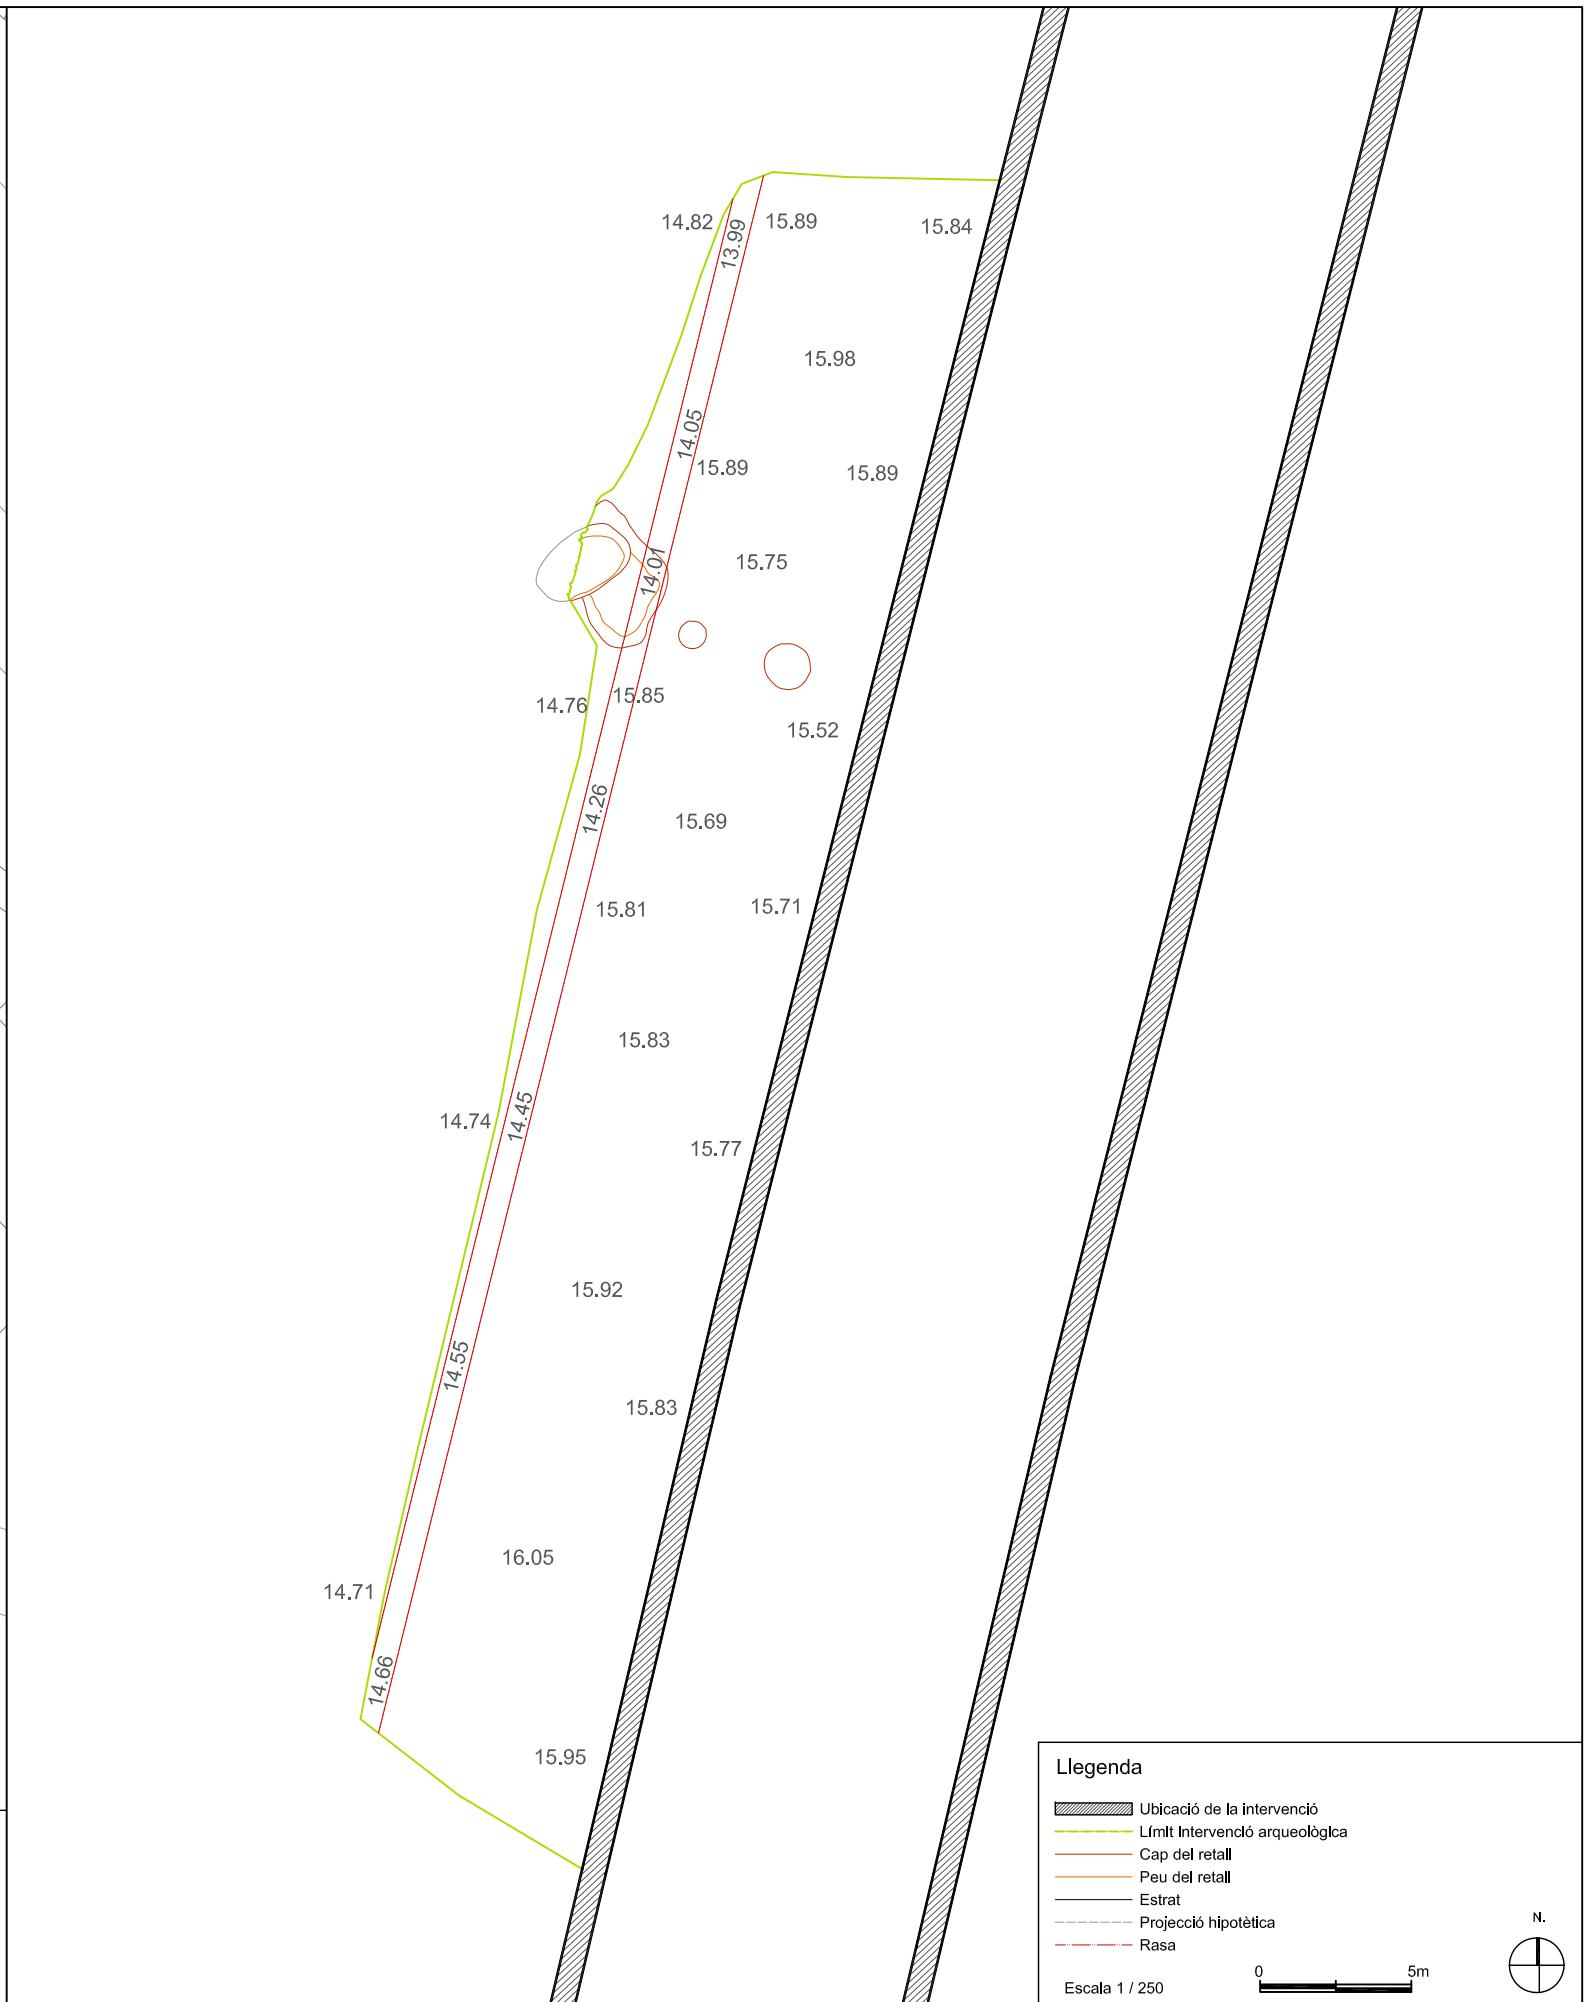 14.82
13.99
15.89
15.84
15.98
14.05
15.89
15.89
14.01
15.75
14.76
15.85
15.52
14.26
15.69
15.81
15.71
15.83
14.45
14.74
15.77
15.92
14.55
15.83
16.05
14.71
14.66
15.95
Llegenda
Ubicació de la intervenció
Límit Intervenció arqueològica
Cap del retall
Peu del retall
Estrat
Projecció hipotètica
Rasa
N.
0 5m
Escala 1 / 250